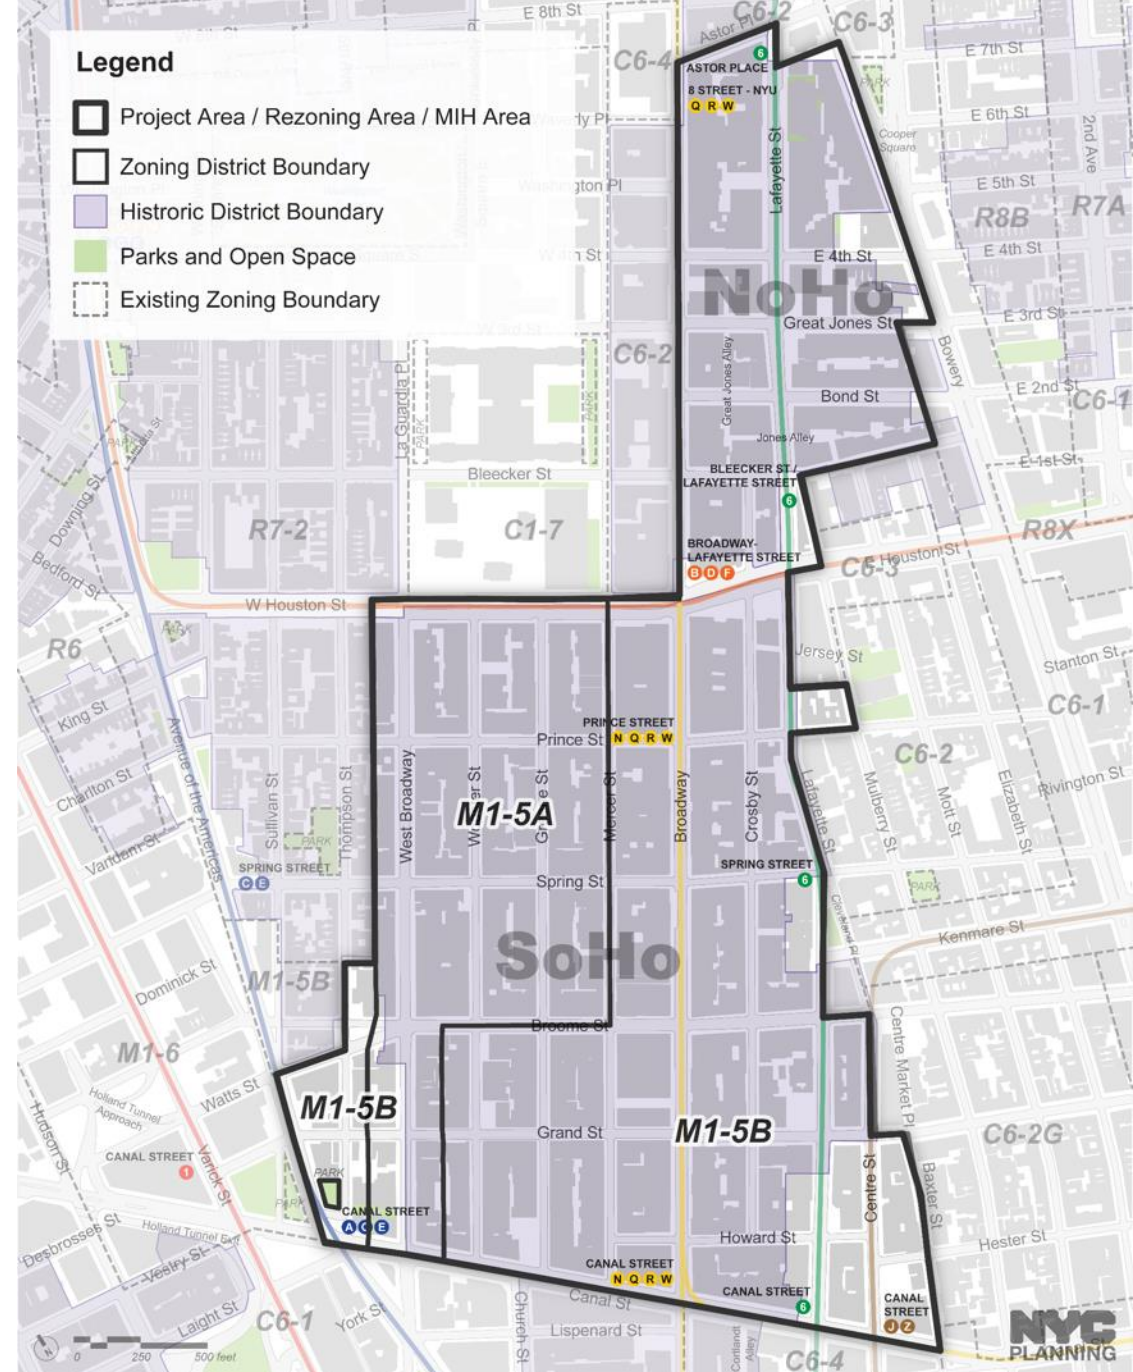 Legend
Project Area / Rezoning Area / MIH Area
Zoning District Boundary
Histroric District Boundary
Parks and Open Space
Existing Zoning Boundary
E 8th St
Astor Pl
C6-2
C6-3
C6-4
E 7th St
ASTOR PLACE
6
8 STREET - NYU
Q R W
PARK
E 6th St
2nd Ave
Cooper
Square
Lafayette St
E 5th St
R8B
R7A
E 4th St
E 4th St
NoHo
Great Jones St
E 3rd St
C6-2
Great Jones Alley
Bowery
La Guardia Pl
PARK
PARK
Bond St
E 2nd St
C6-1
Jones Alley
PARK
Downing St
Bleecker St
BLEECKER ST /
LAFAYETTE STREET
6
E 1st St
R7-2
C1-7
R8X
BROADWAY-
LAFAYETTE STREET
B D F
C6-3
E Houston St
Bedford St
W Houston St
R6
PARK
Jersey St
Stanton St
King St
C6-1
PRINCE STREET
N Q R W
Prince St
Avenue of the Americas
Sullivan St
Thompson St
West Broadway
Mercer St
Broadway
Crosby St
Lafayette St
Mulberry St
Mott St
Elizabeth St
C6-2
Rivington St
Charlton St
M1-5A
Vandam St
PARK
SPRING STREET
C E
SPRING STREET
6
Spring St
PARK
Cleveland Pl
Kenmare St
SoHo
M1-5B
Dominick St
Broome St
Centre Market Pl
M1-6
Watts St
Holland Tunnel
Approach
Hudson St
M1-5B
Grand St
M1-5B
C6-2G
CANAL STREET
1
Varick St
PARK
PARK
CANAL STREET
A C E
Centre St
Baxter St
Desbrosses St
Holland Tunnel Exit
Vestry St
Howard St
Hester St
CANAL STREET
N Q R W
CANAL STREET
6
CANAL
STREET
J Z
Canal St
Laight St
C6-1
York St
Church St
Lispenard St
Cortlandt
Alley
C6-4
N
0 250 500 feet
NYC
PLANNING